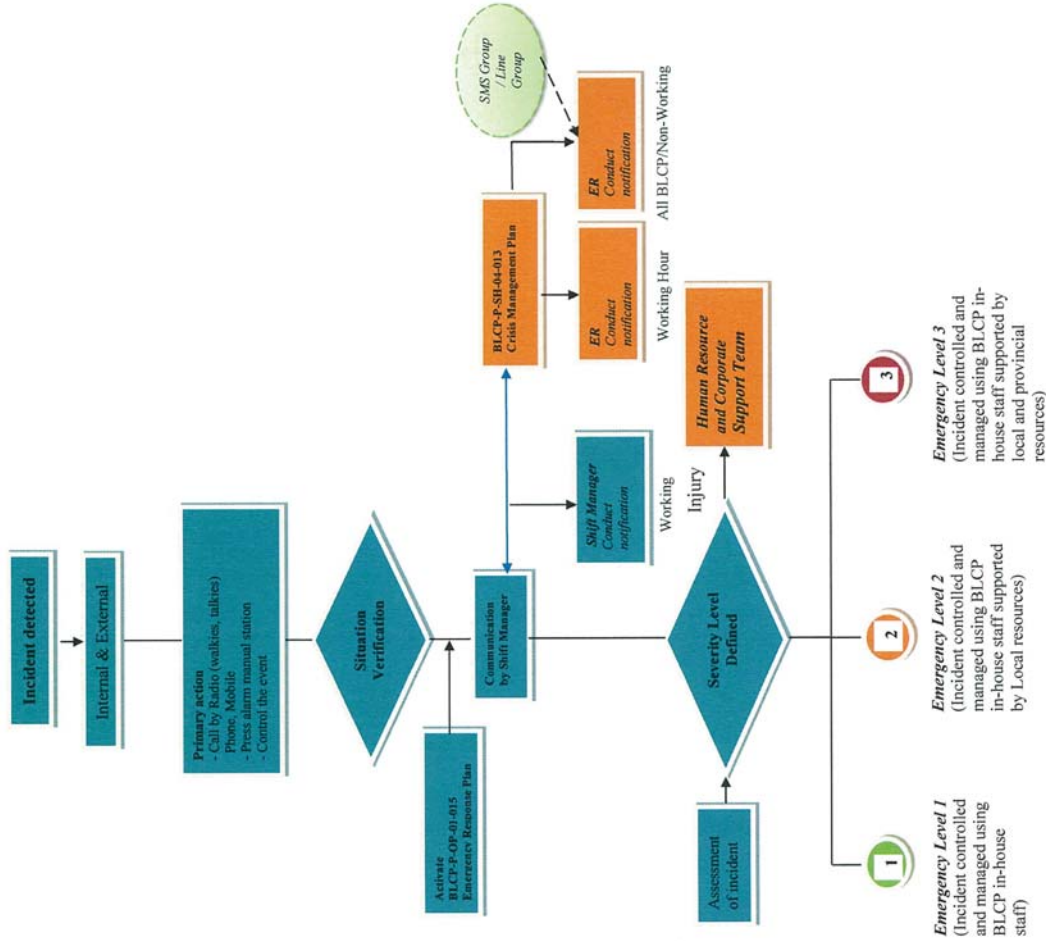 Incident detected
Internal & External
Primary action
- Call by Radio (walkies, talkies)
Phone, Mobile
- Press alarm manual station
- Control the event
Situation
Verification
Activate
BLCP-P-OP-01-015
Emergency Response Plan
Communication
by Shift Manager
BLCP-P-SH-04-013
Crisis Management Plan
SMS Group
/ Line
Group
Shift Manager
Conduct
notification
Working
ER
Conduct
notification
Working Hour
ER
Conduct
notification
All BLCP/Non-Working
Assessment
of incident
Severity Level
Defined
Injury
Human Resource
and Corporate
Support Team
1
Emergency Level 1
(Incident controlled
and managed using
BLCP in-house
staff)
2
Emergency Level 2
(Incident controlled and
managed using BLCP
in-house staff supported
by Local resources)
3
Emergency Level 3
(Incident controlled and
managed using BLCP in-
house staff supported by
local and provincial
resources)